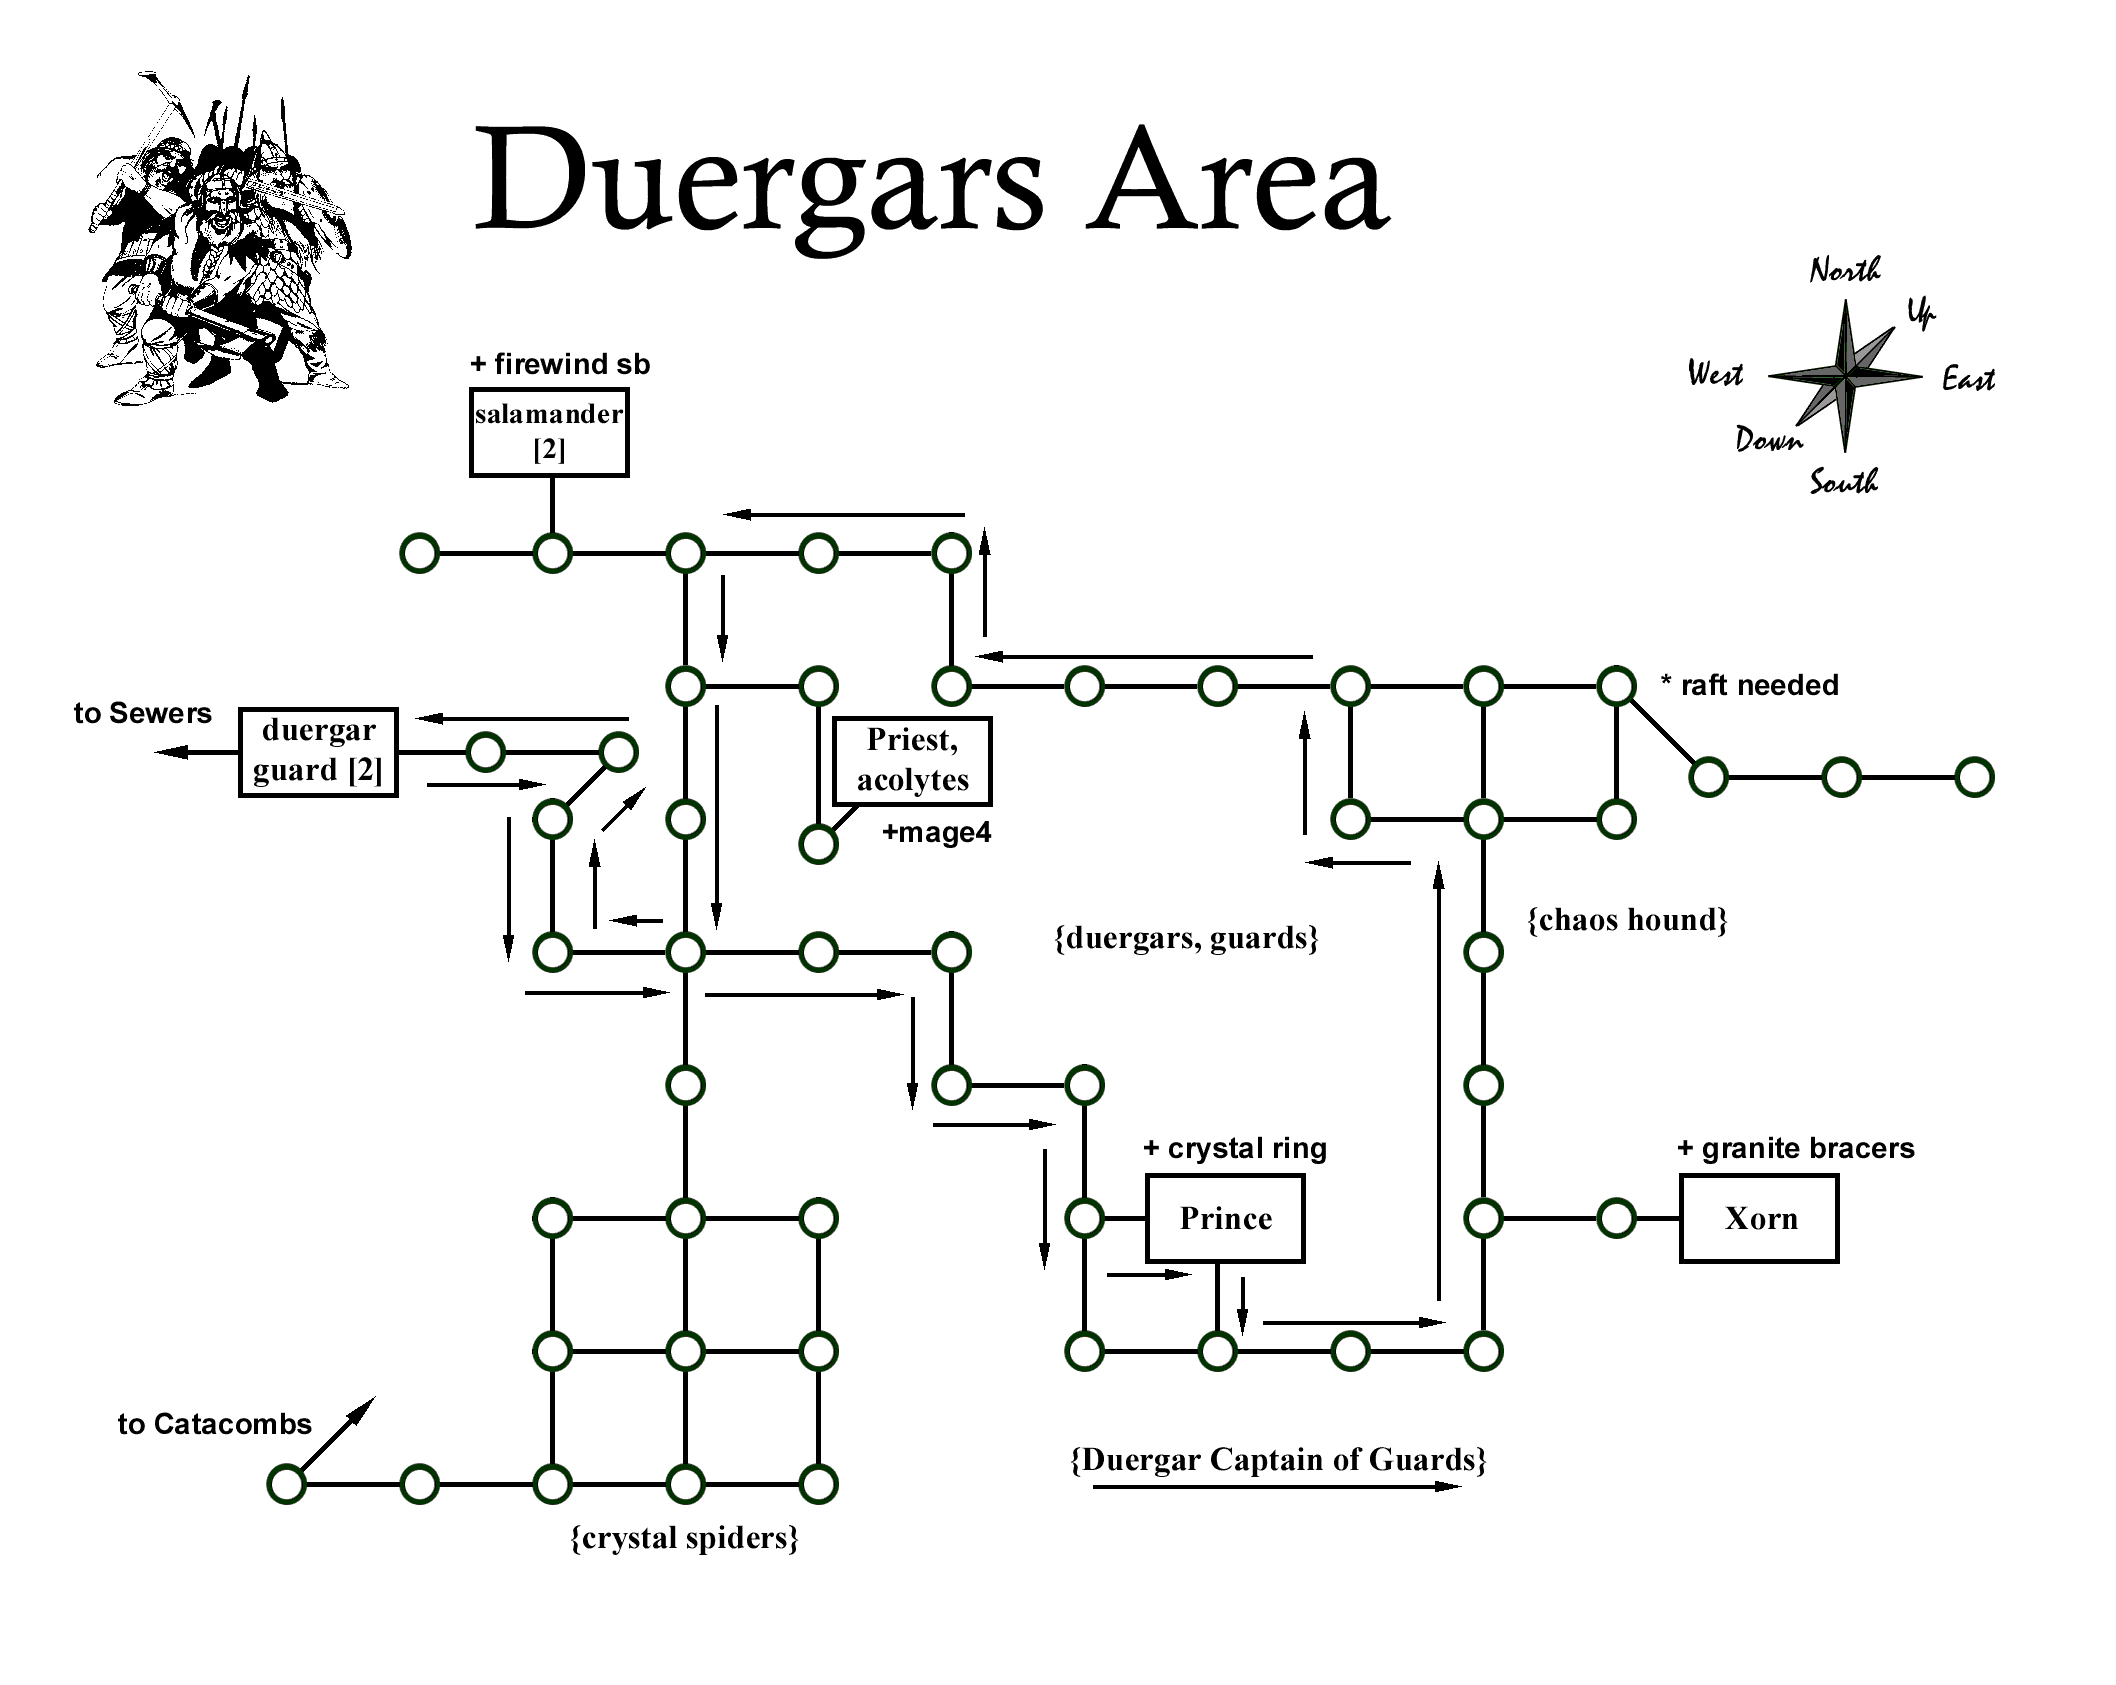 Duergars Area
North
Up
West
East
Down
South
+ firewind sb
salamander
[2]
* raft needed
to Sewers
duergar
guard [2]
Priest,
acolytes
+mage4
{chaos hound}
{duergars, guards}
+ crystal ring
Prince
+ granite bracers
Xorn
to Catacombs
{Duergar Captain of Guards}
{crystal spiders}